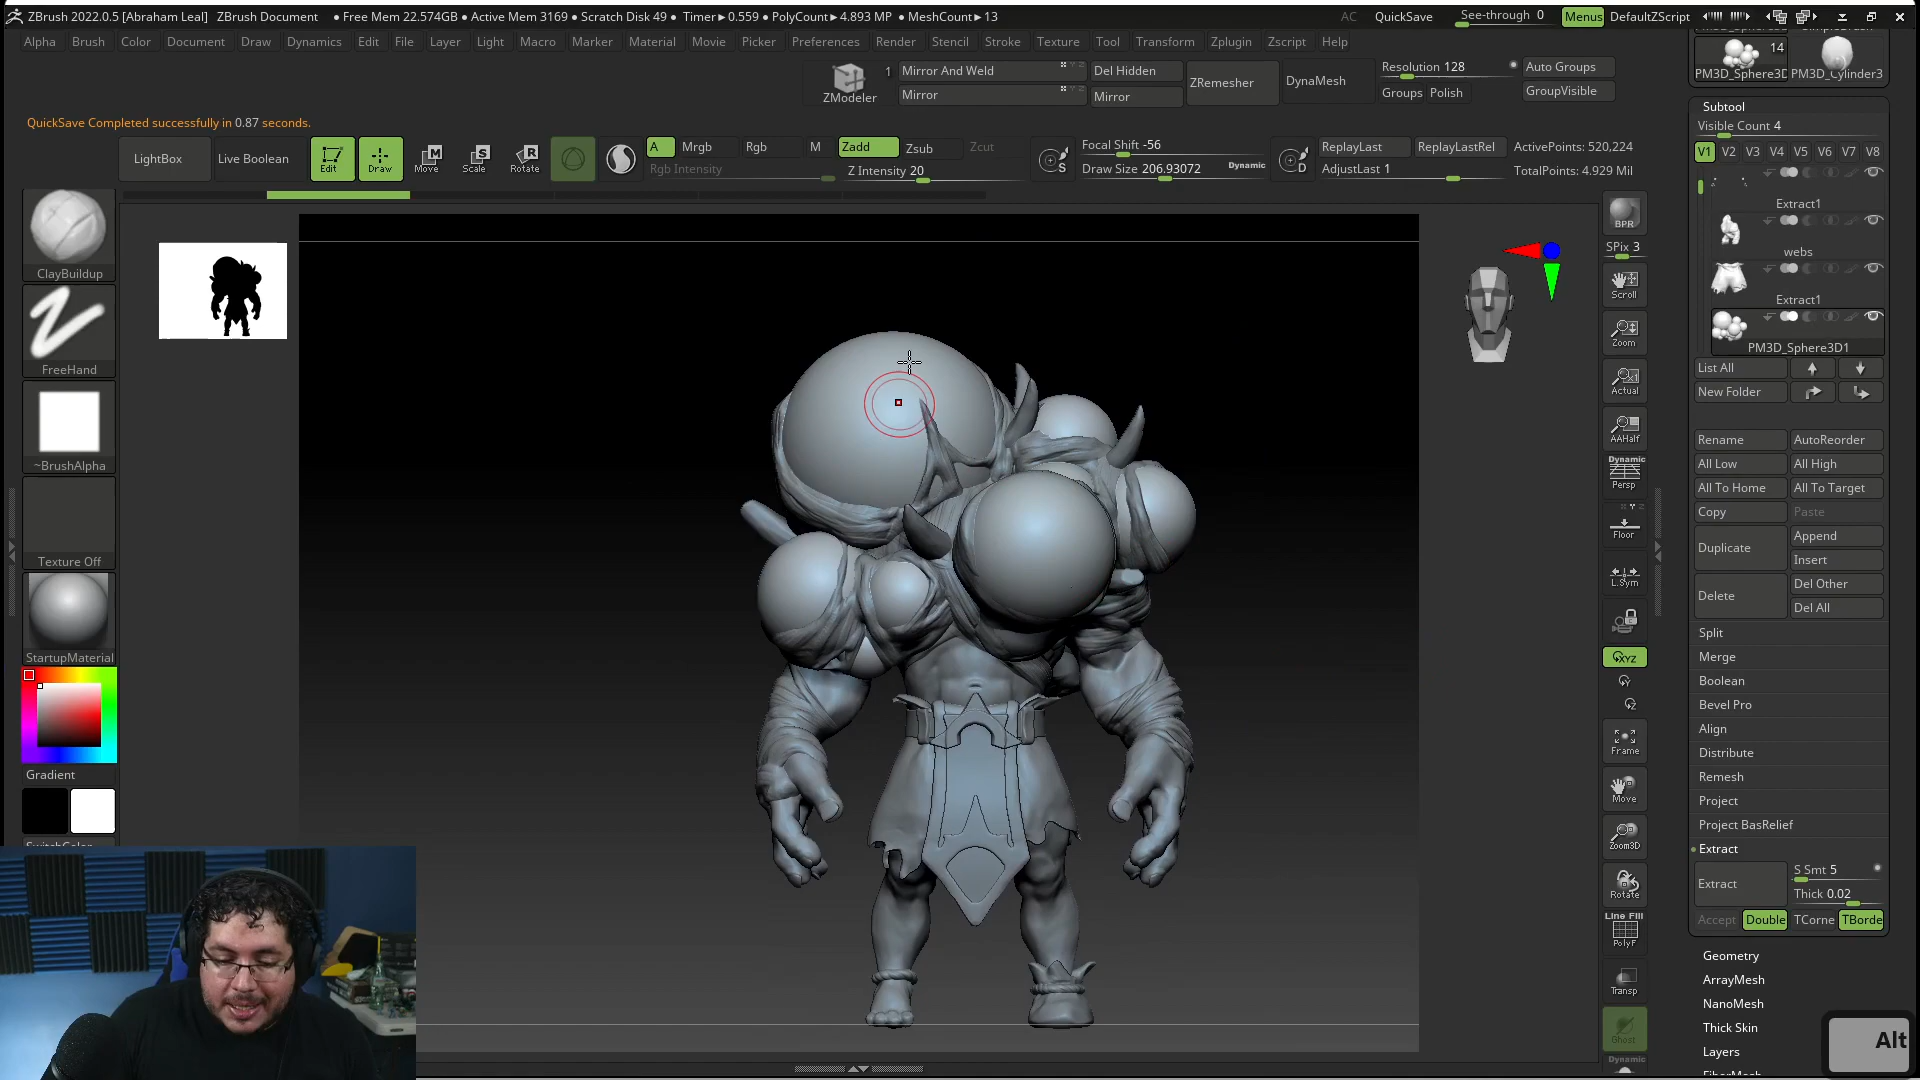 ZBrush 2022.0.5 [Abraham Leal] ZBrush Document ● Free Mem 22.574GB ● Active Mem 3169 ● Scratch Disk 49 ● Timer►0.559 ● PolyCount►4.893 MP ● MeshCount►13 AC QuickSave See-through 0 Menus DefaultZScript
Alpha Brush Color Document Draw Dynamics Edit File Layer Light Macro Marker Material Movie Picker Preferences Render Stencil Stroke Texture Tool Transform Zplugin Zscript Help
14
PM3D_Sphere3D PM3D_Cylinder3
ZModeler 1
Mirror And Weld
Mirror
Del Hidden
Mirror
ZRemesher
DynaMesh
Resolution 128
Groups Polish
Auto Groups
GroupVisible
QuickSave Completed successfully in 0.87 seconds.
LightBox
Live Boolean
Edit
Draw
Move
Scale
Rotate
A Mrgb Rgb M
Rgb Intensity
Zadd Zsub Zcut
Z Intensity 20
S
Focal Shift -56
Draw Size 206.93072 Dynamic
D
ReplayLast ReplayLastRel
AdjustLast 1
ActivePoints: 520,224
TotalPoints: 4.929 Mil
ClayBuildup
FreeHand
~BrushAlpha
Texture Off
StartupMaterial
Gradient
SwitchColor
BPR
SPix 3
Scroll
Zoom
Actual
AAHalf
Dynamic
Persp
Floor
L.Sym
XYZ
Frame
Move
Zoom3D
Rotate
Line Fill
PolyF
Transp
Ghost
Dynamic
Subtool
Visible Count 4
V1 V2 V3 V4 V5 V6 V7 V8
Extract1
webs
Extract1
PM3D_Sphere3D1
List All
New Folder
Rename AutoReorder
All Low All High
All To Home All To Target
Copy Paste
Duplicate Append
Insert
Delete Del Other
Del All
Split
Merge
Boolean
Bevel Pro
Align
Distribute
Remesh
Project
Project BasRelief
Extract
Extract S Smt 5
Thick 0.02
Accept Double TCorne TBorde
Geometry
ArrayMesh
NanoMesh
Thick Skin
Layers
FiberMesh
Alt